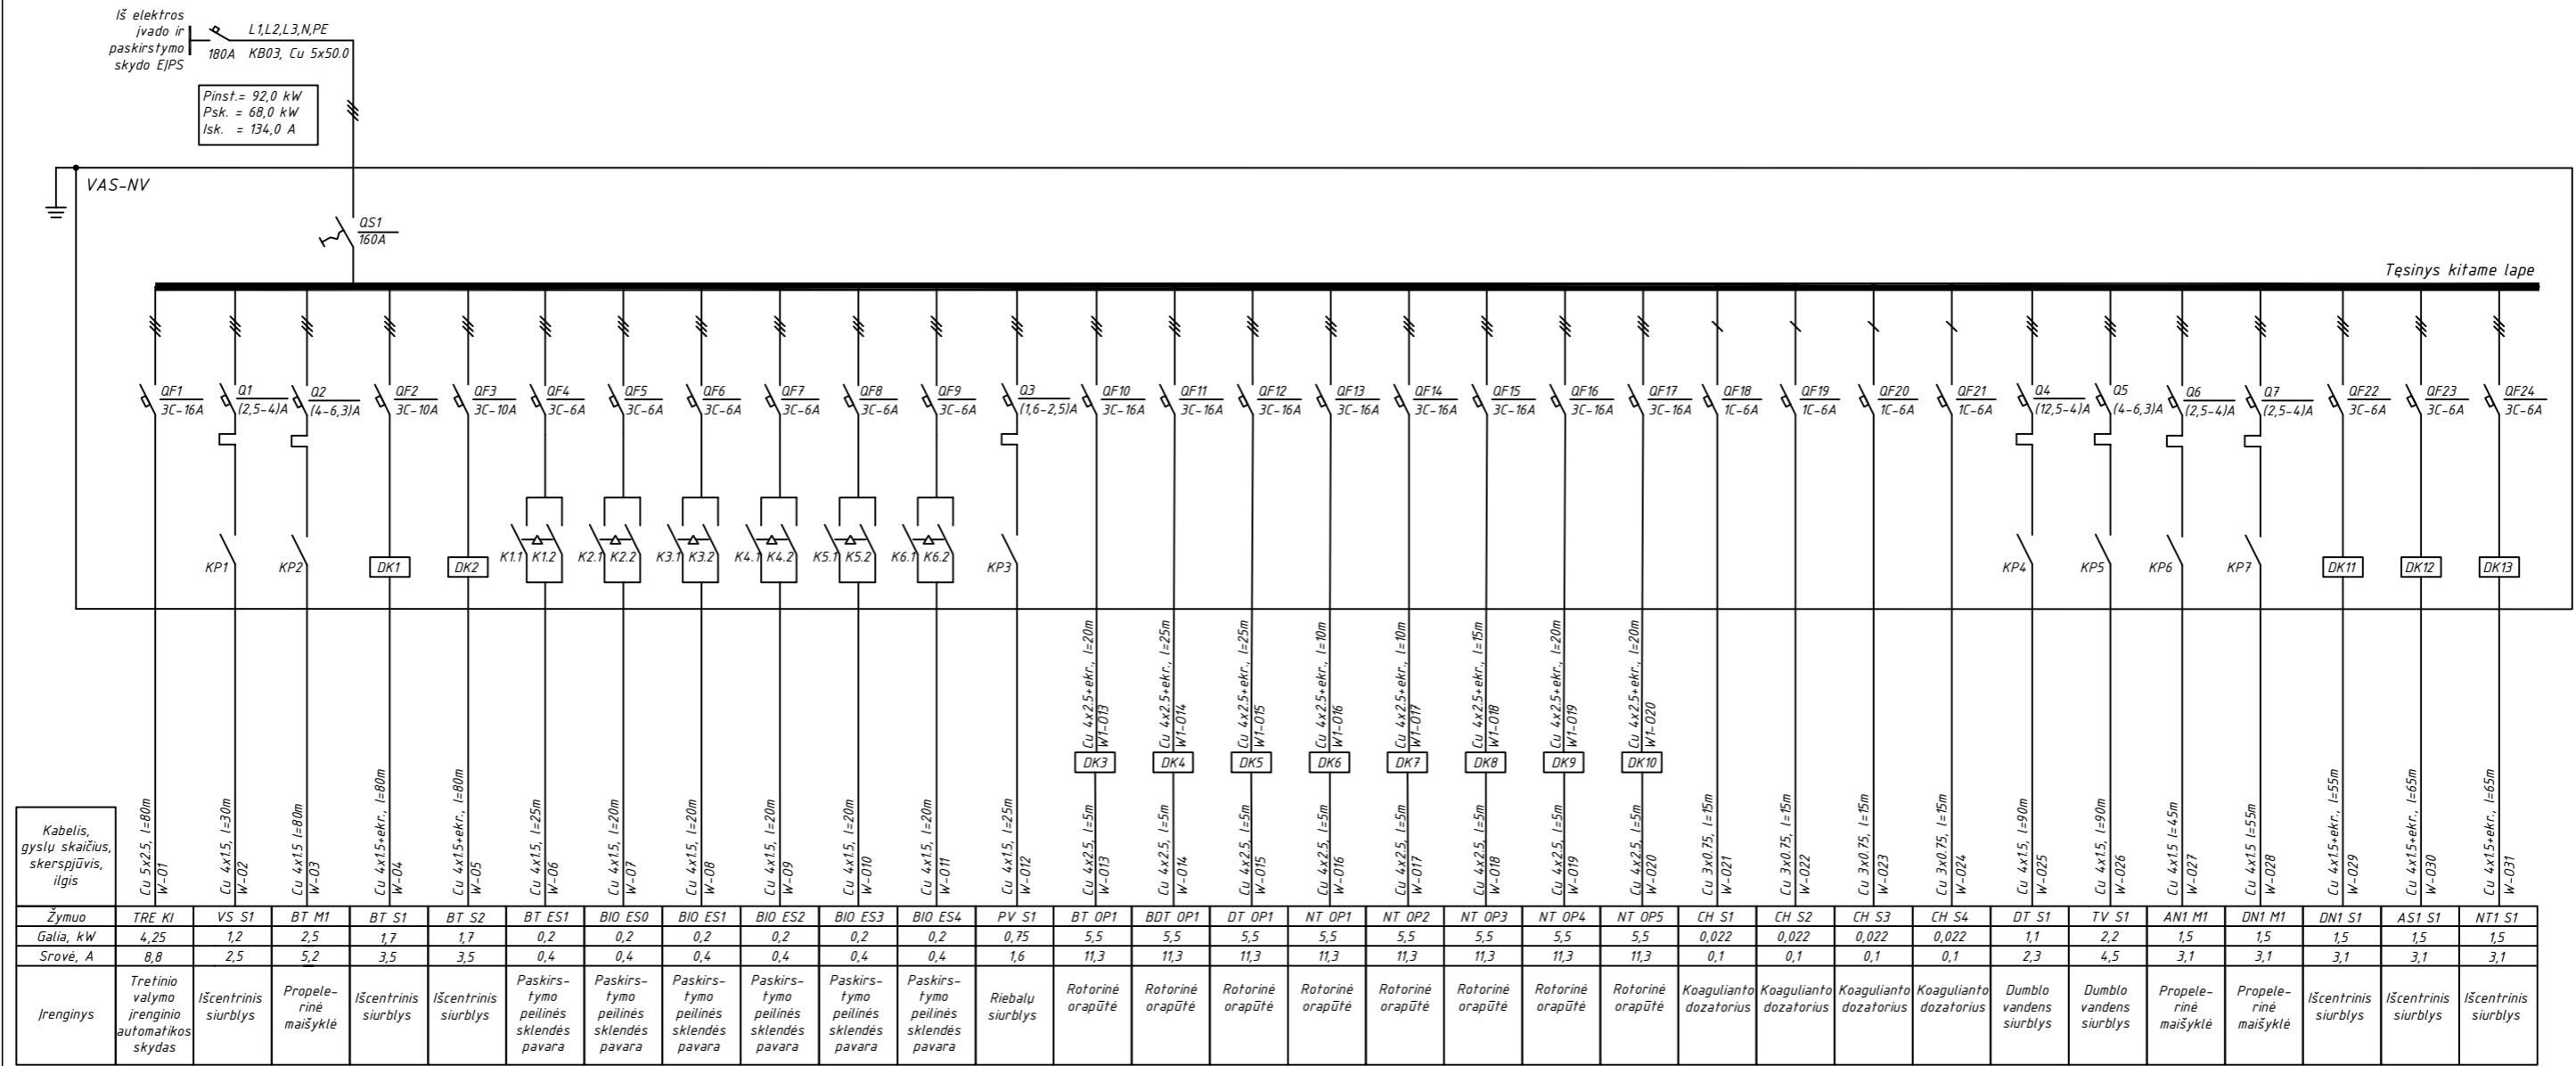 Iš elektros
įvado ir
paskirstymo
skydo EĮPS
180A
L1,L2,L3,N,PE
KB03, Cu 5x50.0
Pinst.= 92,0 kW
Psk. = 68,0 kW
Isk. = 134,0 A
VAS-NV
QS1
160A
Tęsinys kitame lape
QF1
3C-16A
Q1
(2,5-4)A
Q2
(4-6,3)A
QF2
3C-10A
QF3
3C-10A
QF4
3C-6A
QF5
3C-6A
QF6
3C-6A
QF7
3C-6A
QF8
3C-6A
QF9
3C-6A
Q3
(1,6-2,5)A
QF10
3C-16A
QF11
3C-16A
QF12
3C-16A
QF13
3C-16A
QF14
3C-16A
QF15
3C-16A
QF16
3C-16A
QF17
3C-16A
QF18
1C-6A
QF19
1C-6A
QF20
1C-6A
QF21
1C-6A
Q4
(12,5-4)A
Q5
(4-6,3)A
Q6
(2,5-4)A
Q7
(2,5-4)A
QF22
3C-6A
QF23
3C-6A
QF24
3C-6A
KP1
KP2
DK1
DK2
K1.1 K1.2
K2.1 K2.2
K3.1 K3.2
K4.1 K4.2
K5.1 K5.2
K6.1 K6.2
KP3
KP4
KP5
KP6
KP7
DK11
DK12
DK13
Cu 4x2.5+ekr., l=20m
W1-013
Cu 4x2.5+ekr., l=25m
W1-014
Cu 4x2.5+ekr., l=25m
W1-015
Cu 4x2.5+ekr., l=10m
W1-016
Cu 4x2.5+ekr., l=10m
W1-017
Cu 4x2.5+ekr., l=15m
W1-018
Cu 4x2.5+ekr., l=20m
W1-019
Cu 4x2.5+ekr., l=20m
W1-020
DK3
DK4
DK5
DK6
DK7
DK8
DK9
DK10
Kabelis,
gyslų skaičius,
skerspjūvis,
ilgis
Cu 5x2.5, l=80m
W-01
Cu 4x1.5, l=30m
W-02
Cu 4x1.5 l=80m
W-03
Cu 4x1.5+ekr., l=80m
W-04
Cu 4x1.5+ekr., l=80m
W-05
Cu 4x1.5, l=25m
W-06
Cu 4x1.5, l=20m
W-07
Cu 4x1.5, l=20m
W-08
Cu 4x1.5, l=20m
W-09
Cu 4x1.5, l=20m
W-010
Cu 4x1.5, l=20m
W-011
Cu 4x1.5, l=25m
W-012
Cu 4x2.5, l=5m
W-013
Cu 4x2.5, l=5m
W-014
Cu 4x2.5, l=5m
W-015
Cu 4x2.5, l=5m
W-016
Cu 4x2.5, l=5m
W-017
Cu 4x2.5, l=5m
W-018
Cu 4x2.5, l=5m
W-019
Cu 4x2.5, l=5m
W-020
Cu 3x0.75, l=15m
W-021
Cu 3x0.75, l=15m
W-022
Cu 3x0.75, l=15m
W-023
Cu 3x0.75, l=15m
W-024
Cu 4x1.5, l=90m
W-025
Cu 4x1.5, l=90m
W-026
Cu 4x1.5 l=45m
W-027
Cu 4x1.5 l=55m
W-028
Cu 4x1.5+ekr., l=55m
W-029
Cu 4x1.5+ekr., l=65m
W-030
Cu 4x1.5+ekr., l=65m
W-031
Žymuo TRE KI VS S1 BT M1 BT S1 BT S2 BT ES1 BIO ES0 BIO ES1 BIO ES2 BIO ES3 BIO ES4 PV S1 BT OP1 BDT OP1 DT OP1 NT OP1 NT OP2 NT OP3 NT OP4 NT OP5 CH S1 CH S2 CH S3 CH S4 DT S1 TV S1 AN1 M1 DN1 M1 DN1 S1 AS1 S1 NT1 S1
Galia, kW 4,25 1,2 2,5 1,7 1,7 0,2 0,2 0,2 0,2 0,2 0,2 0,75 5,5 5,5 5,5 5,5 5,5 5,5 5,5 5,5 0,022 0,022 0,022 0,022 1,1 2,2 1,5 1,5 1,5 1,5 1,5
Srovė, A 8,8 2,5 5,2 3,5 3,5 0,4 0,4 0,4 0,4 0,4 0,4 1,6 11,3 11,3 11,3 11,3 11,3 11,3 11,3 11,3 0,1 0,1 0,1 0,1 2,3 4,5 3,1 3,1 3,1 3,1 3,1
Įrenginys
Tretinio
valymo
įrenginio
automatikos
skydas
Išcentrinis
siurblys
Propele-
rinė
maišyklė
Išcentrinis
siurblys
Išcentrinis
siurblys
Paskirs-
tymo
peilinės
sklendės
pavara
Paskirs-
tymo
peilinės
sklendės
pavara
Paskirs-
tymo
peilinės
sklendės
pavara
Paskirs-
tymo
peilinės
sklendės
pavara
Paskirs-
tymo
peilinės
sklendės
pavara
Paskirs-
tymo
peilinės
sklendės
pavara
Riebalų
siurblys
Rotorinė
orapūtė
Rotorinė
orapūtė
Rotorinė
orapūtė
Rotorinė
orapūtė
Rotorinė
orapūtė
Rotorinė
orapūtė
Rotorinė
orapūtė
Rotorinė
orapūtė
Koagulianto
dozatorius
Koagulianto
dozatorius
Koagulianto
dozatorius
Koagulianto
dozatorius
Dumblo
vandens
siurblys
Dumblo
vandens
siurblys
Propele-
rinė
maišyklė
Propele-
rinė
maišyklė
Išcentrinis
siurblys
Išcentrinis
siurblys
Išcentrinis
siurblys